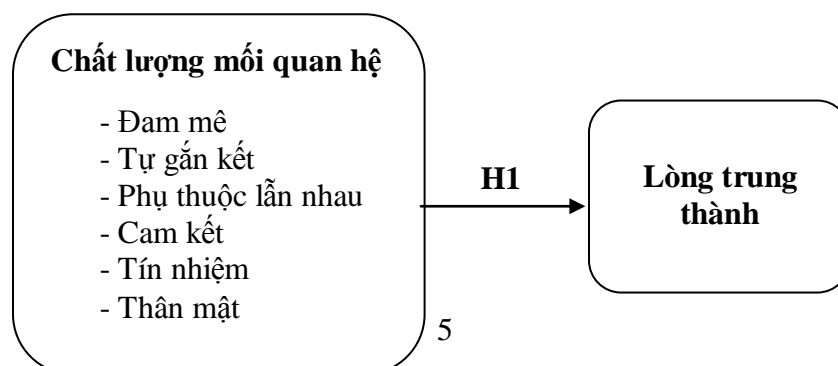 Chất lượng mối quan hệ
- Đam mê
- Tự gắn kết
- Phụ thuộc lẫn nhau
- Cam kết
- Tín nhiệm
- Thân mật
H1
Lòng trung
thành
5